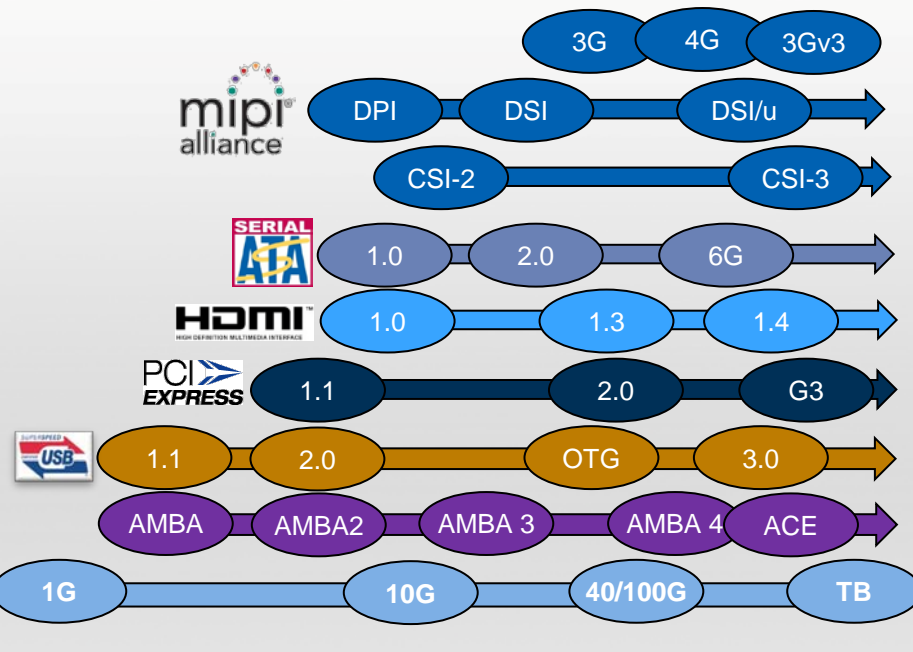 3G 4G 3Gv3
mipi®
alliance
DPI DSI DSI/u
CSI-2 CSI-3
SERIAL
ATA
1.0 2.0 6G
HDMI™
HIGH DEFINITION MULTIMEDIA INTERFACE
1.0 1.3 1.4
PCI
EXPRESS
1.1 2.0 G3
SUPERSPEED
USB
1.1 2.0 OTG 3.0
AMBA AMBA2 AMBA 3 AMBA 4 ACE
1G 10G 40/100G TB